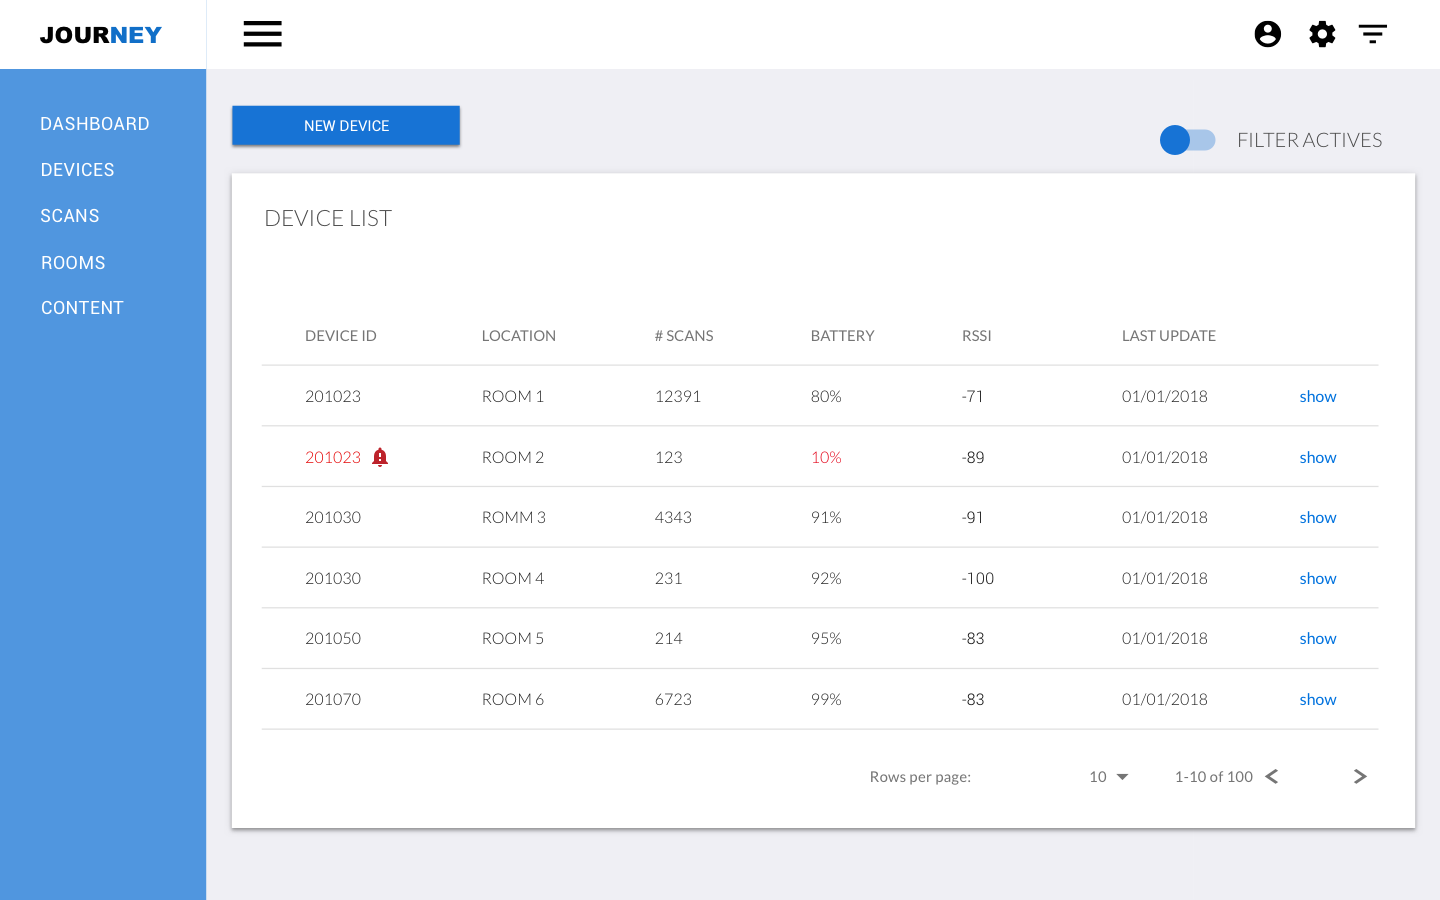 JOURNEY
DASHBOARD
DEVICES
SCANS
ROOMS
CONTENT
NEW DEVICE
FILTER ACTIVES
DEVICE LIST
DEVICE ID LOCATION # SCANS BATTERY RSSI LAST UPDATE
201023 ROOM 1 12391 80% -71 01/01/2018 show
201023 ROOM 2 123 10% -89 01/01/2018 show
201030 ROMM 3 4343 91% -91 01/01/2018 show
201030 ROOM 4 231 92% -100 01/01/2018 show
201050 ROOM 5 214 95% -83 01/01/2018 show
201070 ROOM 6 6723 99% -83 01/01/2018 show
Rows per page: 10 1-10 of 100